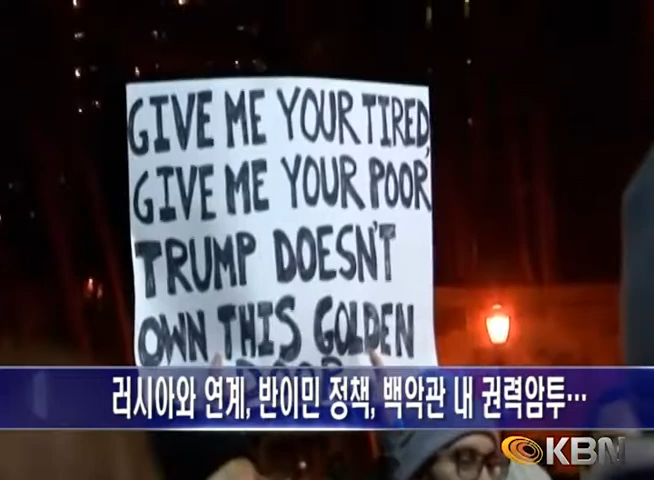 GIVE ME YOUR TIRED,
GIVE ME YOUR POOR
TRUMP DOESN'T
OWN THIS GOLDEN
DOOR
러시아와 연계, 반이민 정책, 백악관 내 권력암투…
KBN